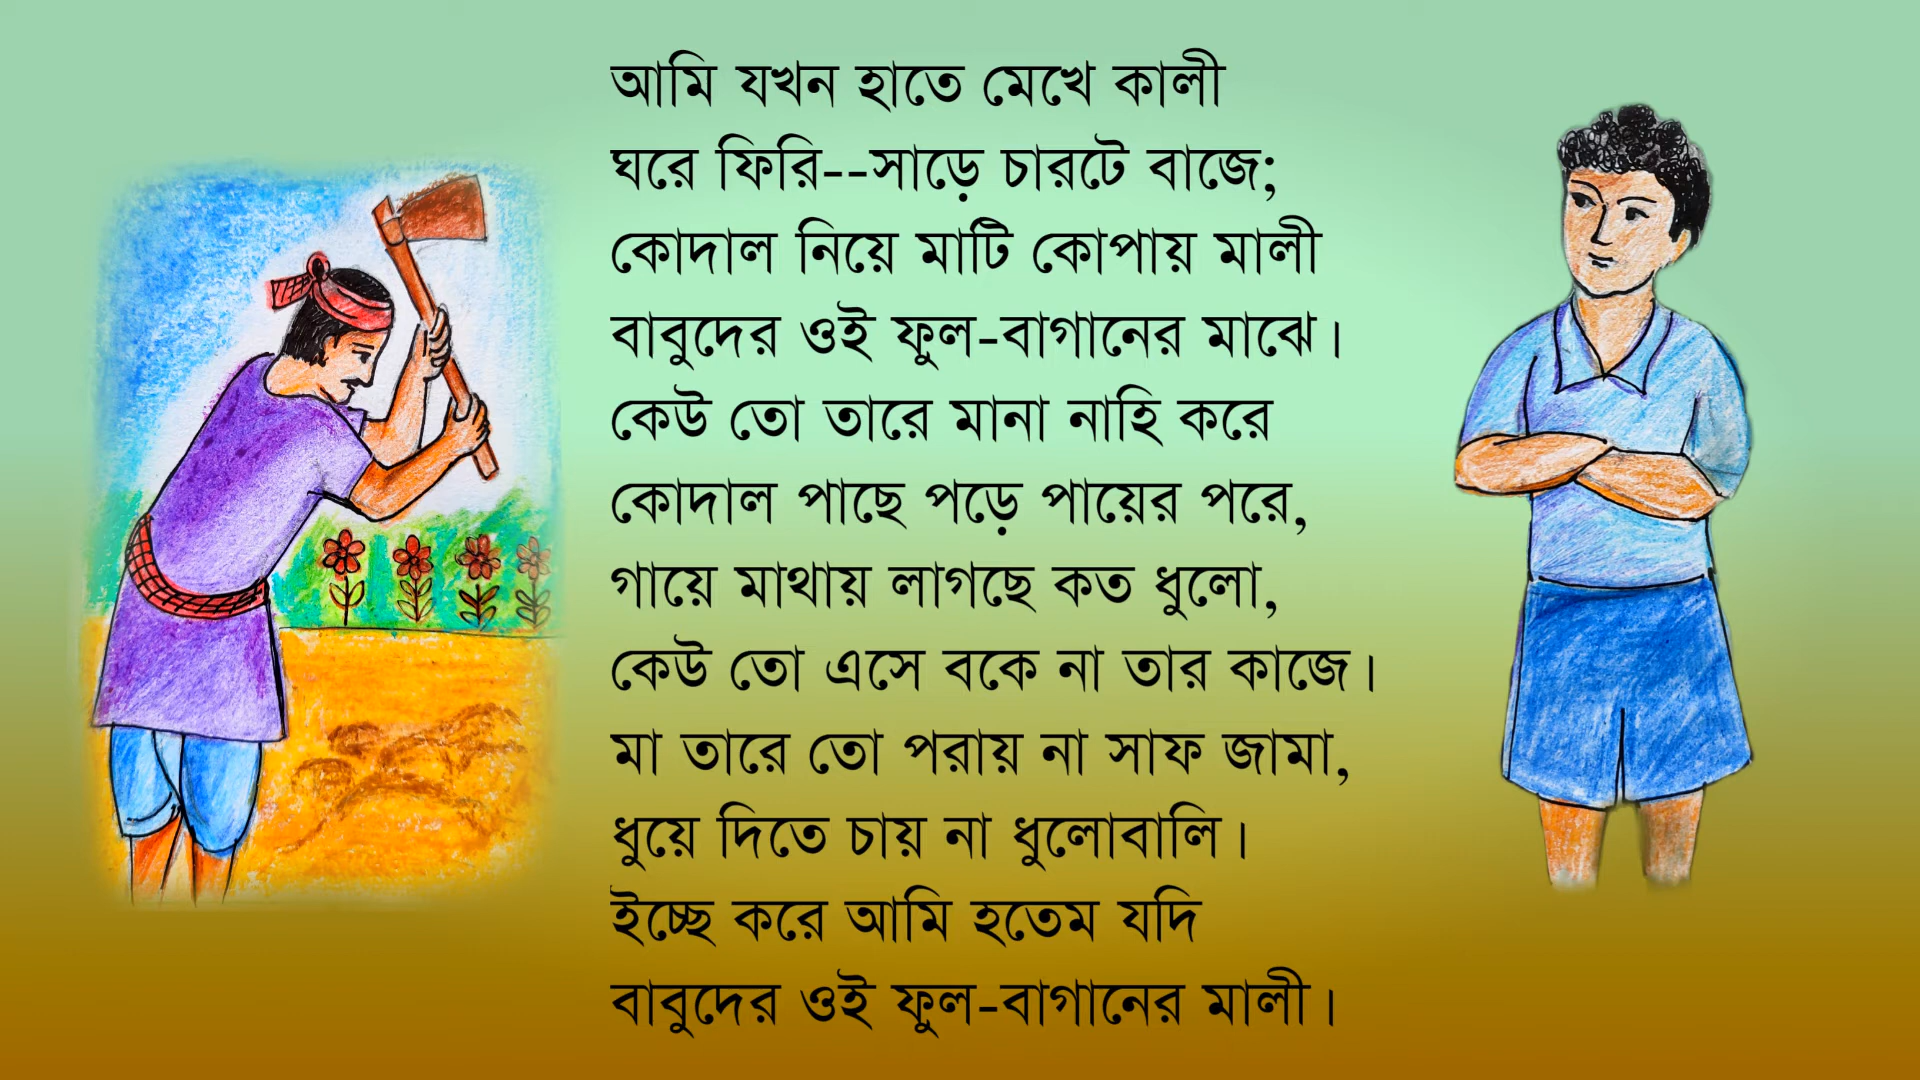 আমি যখন হাতে মেখে কালী
ঘরে ফিরি--সাড়ে চারটে বাজে;
কোদাল নিয়ে মাটি কোপায় মালী
বাবুদের ওই ফুল-বাগানের মাঝে।
কেউ তো তারে মানা নাহি করে
কোদাল পাছে পড়ে পায়ের পরে,
গায়ে মাথায় লাগছে কত ধুলো,
কেউ তো এসে বকে না তার কাজে।
মা তারে তো পরায় না সাফ জামা,
ধুয়ে দিতে চায় না ধুলোবালি।
ইচ্ছে করে আমি হতেম যদি
বাবুদের ওই ফুল-বাগানের মালী।